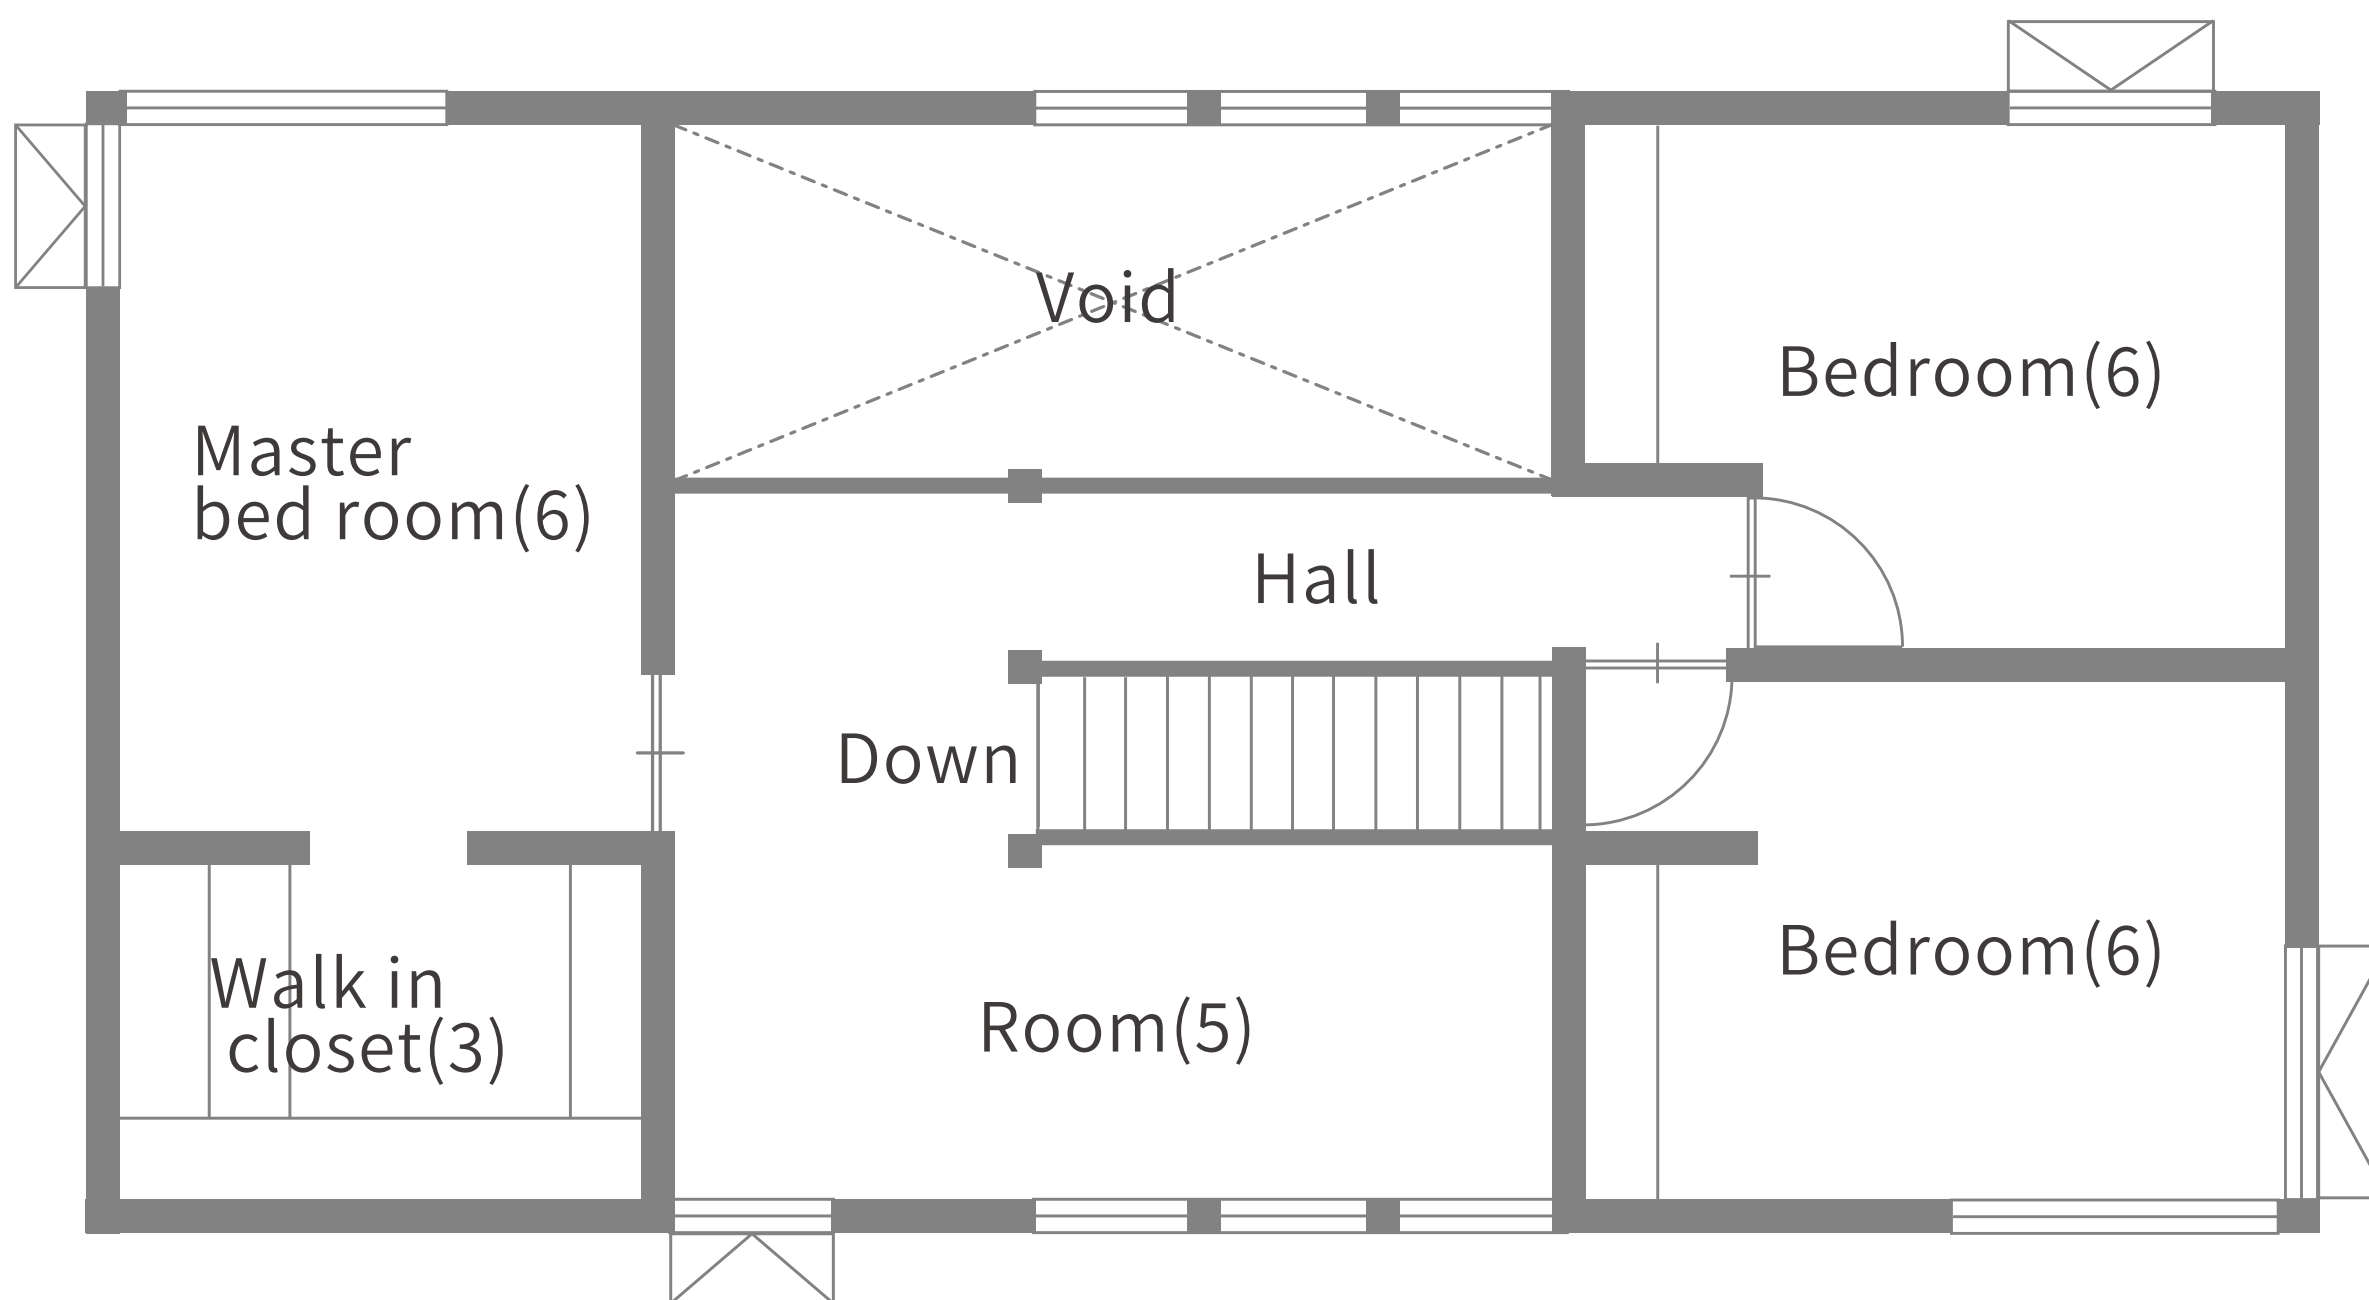 Void
Bedroom(6)
Master
bed room(6)
Hall
Down
Walk in
closet(3)
Room(5)
Bedroom(6)